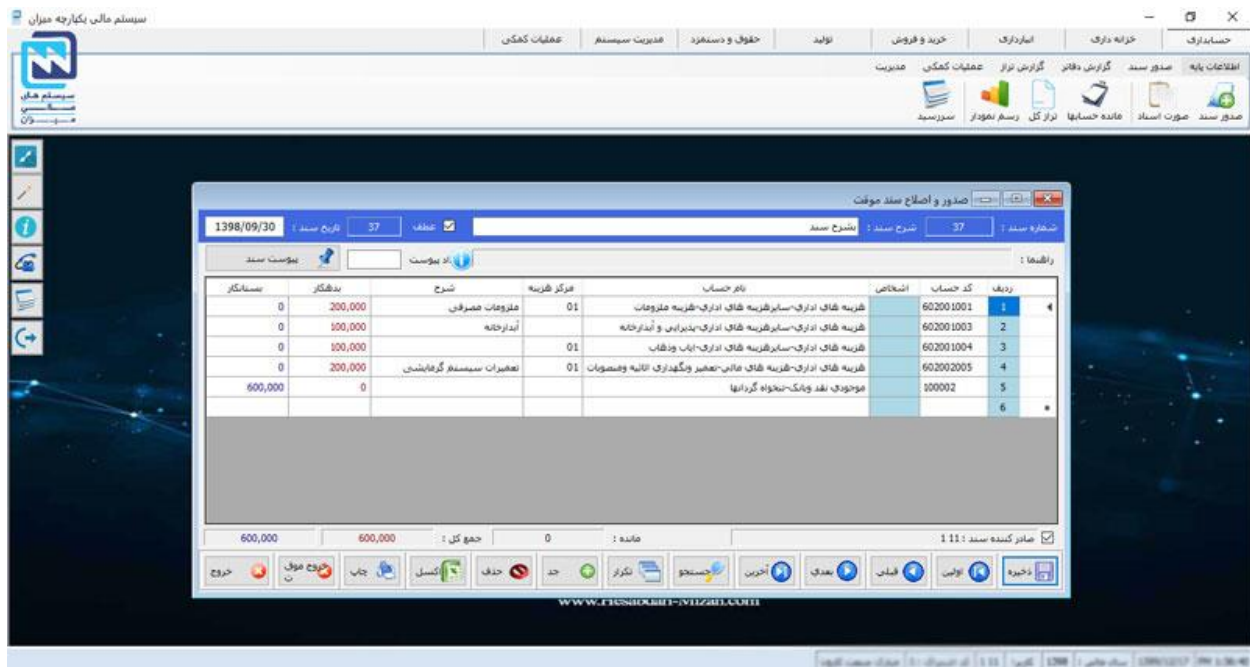 سیستم مالی یکپارچه میزان
حسابداری خزانه داری انبارداری خرید و فروش تولید حقوق و دستمزد مدیریت سیستم عملیات کمکی
اطلاعات پایه صدور سند گزارش دفاتر گزارش تراز عملیات کمکی مدیریت
صدور سند صورت اسناد مانده حسابها تراز کل رسم نمودار سررسید
سیستم های
مالی
میزان
صدور و اصلاح سند موقت
شماره سند : 37 شرح سند : بشرح سند عطف 37 تاریخ سند : 1398/09/30
راهنما : پیوست پیوست سند
ردیف کد حساب اشخاص نام حساب مرکز هزینه شرح بدهکار بستانکار
1 602001001 هزینه های اداری-سایرهزینه های اداری-هزینه ملزومات 01 ملزومات مصرفی 200,000 0
2 602001003 هزینه های اداری-سایرهزینه های اداری-پذیرایی و آبدارخانه آبدارخانه 100,000 0
3 602001004 هزینه های اداری-سایرهزینه های اداری-ایاب وذهاب 01 100,000 0
4 602002005 هزینه های اداری-هزینه های مالی-تعمیر ونگهداری اثاثیه ومنصوبات 01 تعمیرات سیستم گرمایشی 200,000 0
5 100002 موجودی نقد وبانک-تنخواه گردانها 0 600,000
6
صادر کننده سند : 11 1 مانده : 0 جمع کل : 600,000 600,000
ذخیره اولین قبلی بعدی آخرین جستجو تکرار جد حذف اکسل چاپ خروج موقت خروج
www.Hesabdari-Mizan.com